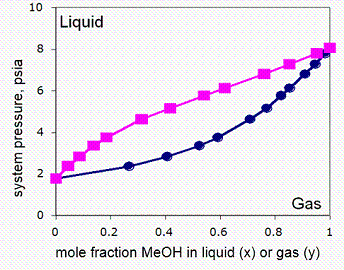 10
Liquid
8
6
4
2
Gas
0
0 0.2 0.4 0.6 0.8 1
system pressure, psia
mole fraction MeOH in liquid (x) or gas (y)